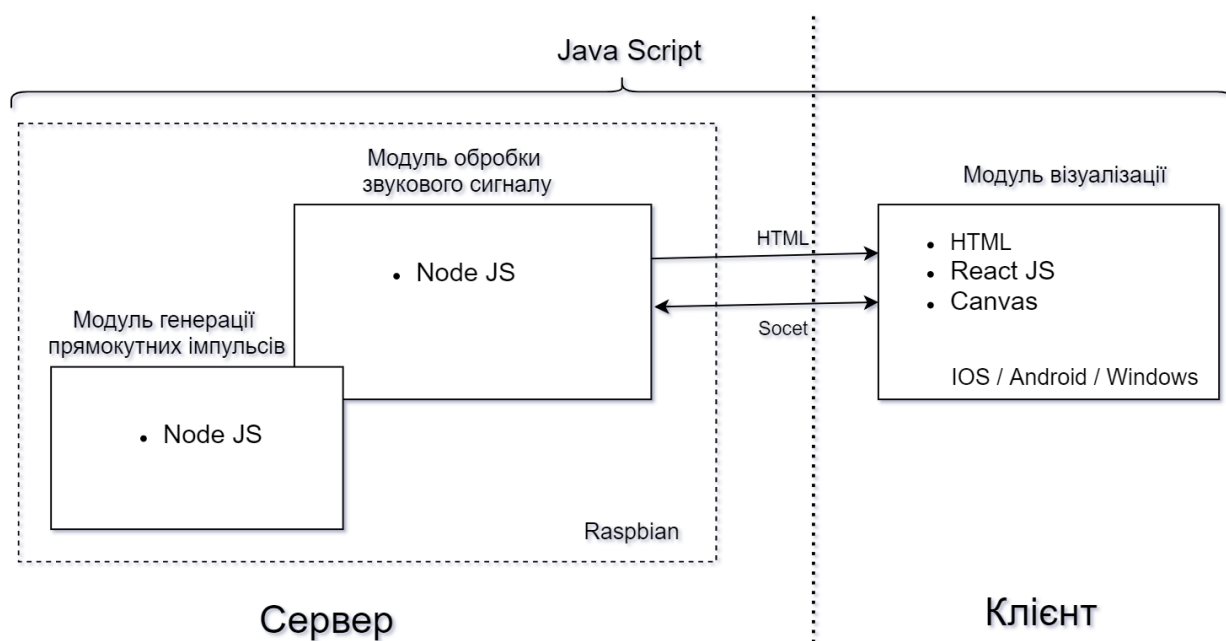 Java Script
Модуль обробки
звукового сигналу
Node JS
Модуль генерації
прямокутних імпульсів
Node JS
Raspbian
HTML
Socet
Модуль візуалізації
HTML
React JS
Canvas
IOS / Android / Windows
Сервер
Клієнт